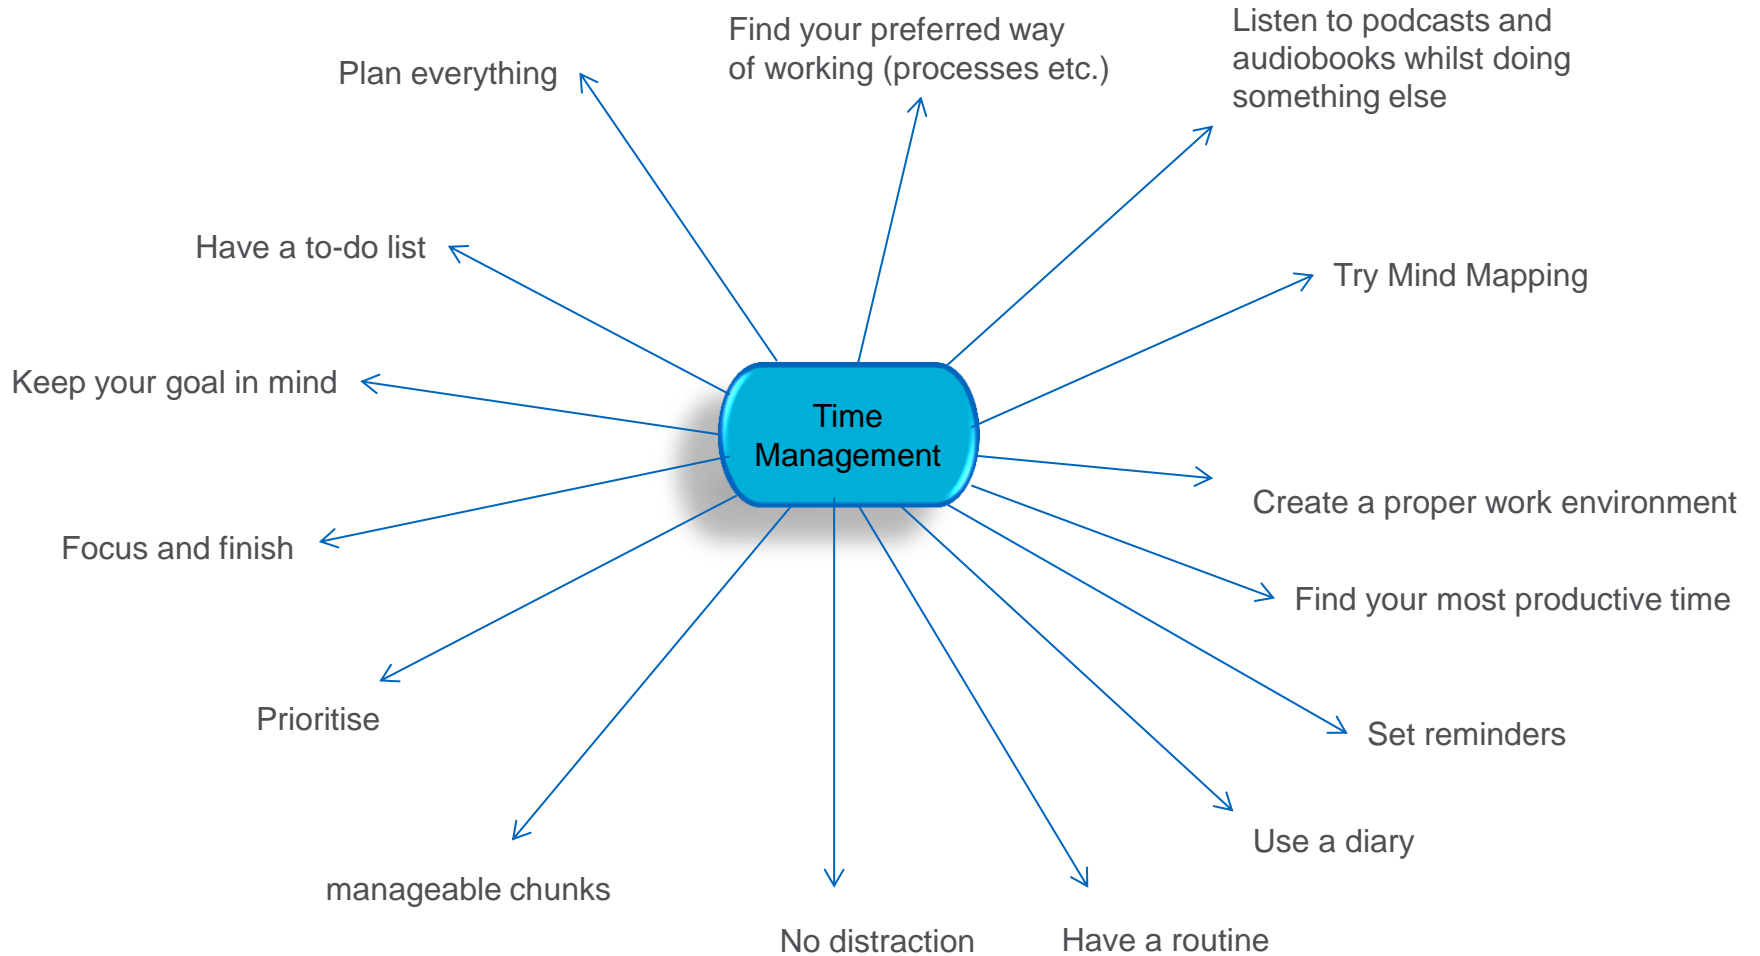 Find your preferred way
of working (processes etc.)
Listen to podcasts and
audiobooks whilst doing
something else
Plan everything
Have a to-do list
Try Mind Mapping
Keep your goal in mind
Time
Management
Create a proper work environment
Focus and finish
Find your most productive time
Prioritise
Set reminders
Use a diary
manageable chunks
No distraction
Have a routine